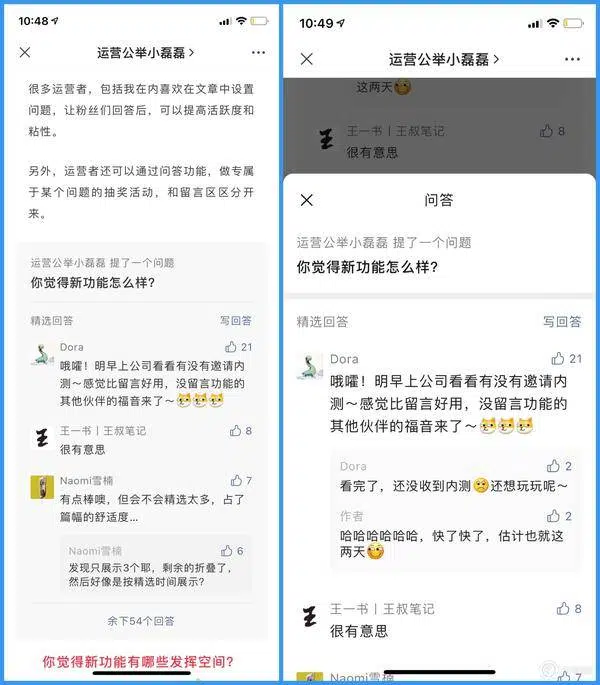 10:48
运营公举小磊磊
很多运营者，包括我在内喜欢在文章中设置
问题，让粉丝们回答后，可以提高活跃度和
粘性。
另外，运营者还可以通过问答功能，做专属
于某个问题的抽奖活动，和留言区区分开
来。
运营公举小磊磊 提了一个问题
你觉得新功能怎么样?
精选回答
写回答
Dora
21
哦嚯！明早上公司看看有没有邀请内
测～感觉比留言好用，没留言功能的
其他伙伴的福音来了～
王一书丨王叔笔记
8
很有意思
Naomi雪楠
7
有点棒噢，但会不会精选太多，占了
篇幅的舒适度...
Naomi雪楠
6
发现只展示3个耶，剩余的折叠了，
然后好像是按精选时间展示?
余下54个回答
你觉得新功能有哪些发挥空间?
10:49
运营公举小磊磊
这两天
王一书丨王叔笔记
8
很有意思
问答
运营公举小磊磊 提了一个问题
你觉得新功能怎么样?
精选回答
写回答
Dora
21
哦嚯！明早上公司看看有没有邀请内
测～感觉比留言好用，没留言功能的
其他伙伴的福音来了～
Dora
2
看完了，还没收到内测还想玩玩呢～
作者
2
哈哈哈哈哈哈，快了快了，估计也就这
两天
王一书丨王叔笔记
8
很有意思
Naomi雪楠
7